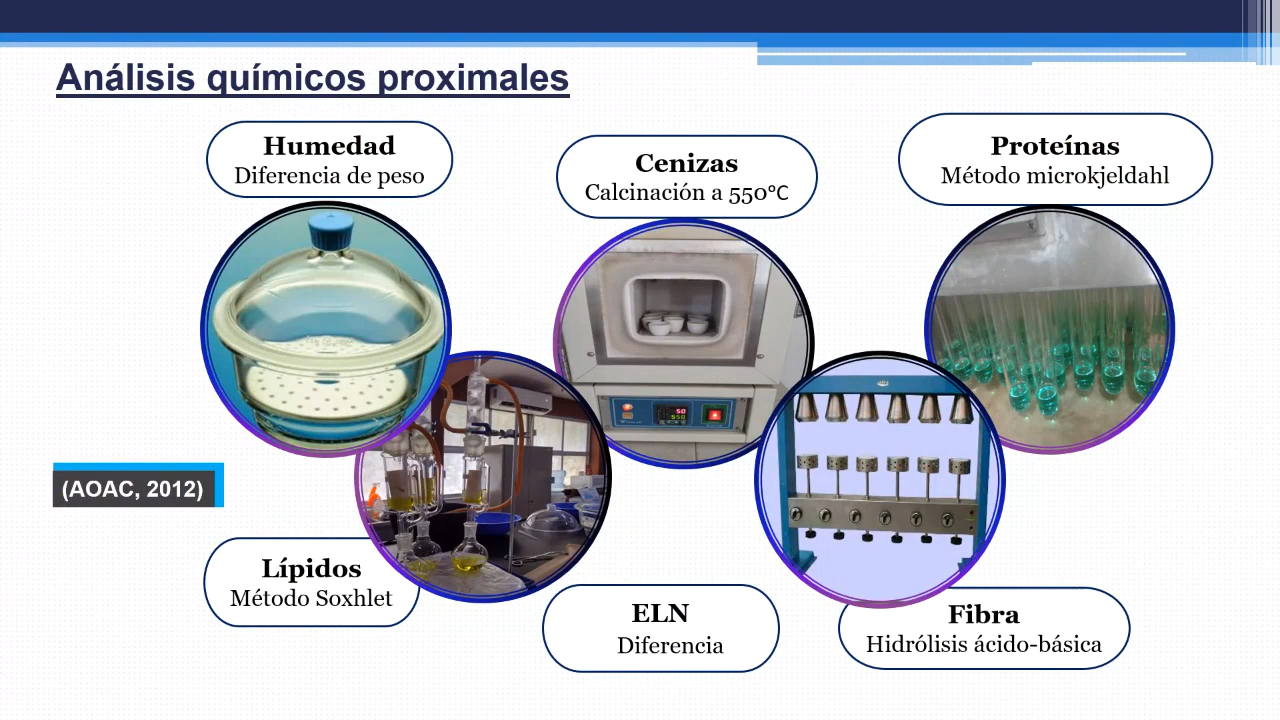 Análisis químicos proximales
Humedad
Diferencia de peso
Cenizas
Calcinación a 550°C
Proteínas
Método microkjeldahl
(AOAC, 2012)
Lípidos
Método Soxhlet
ELN
Diferencia
Fibra
Hidrólisis ácido-básica